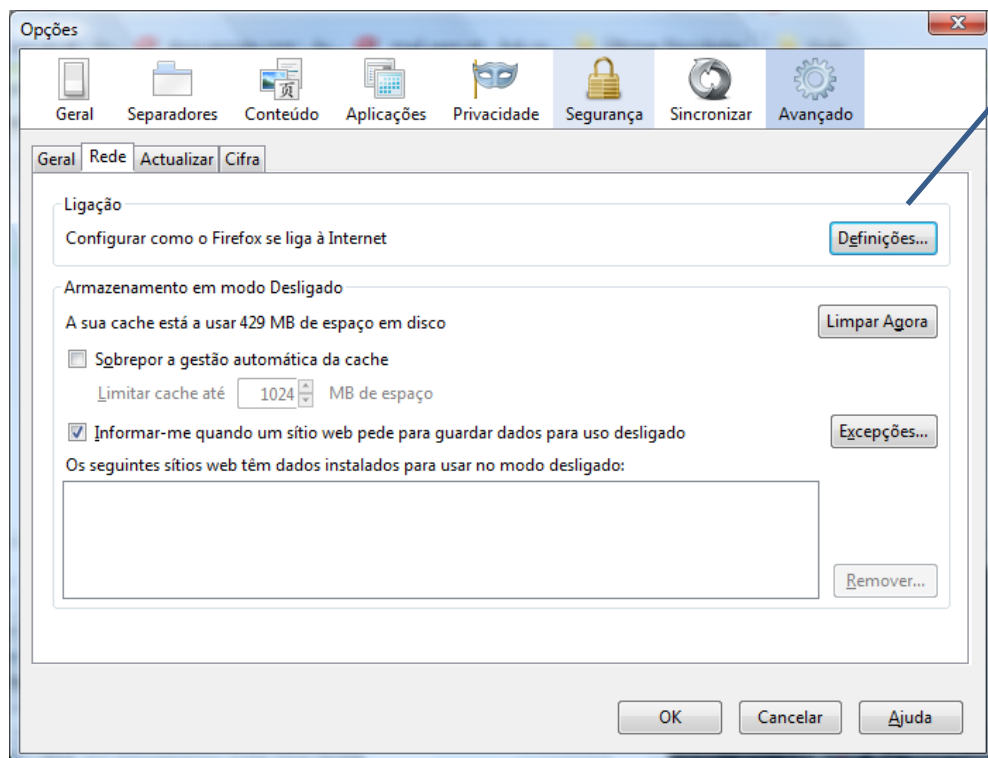 Opções
Geral Separadores Conteúdo Aplicações Privacidade Segurança Sincronizar Avançado
Geral Rede Actualizar Cifra
Ligação
Configurar como o Firefox se liga à Internet Definições...
Armazenamento em modo Desligado
A sua cache está a usar 429 MB de espaço em disco Limpar Agora
Sobrepor a gestão automática da cache
Limitar cache até 1024 MB de espaço
Informar-me quando um sítio web pede para guardar dados para uso desligado Excepções...
Os seguintes sítios web têm dados instalados para usar no modo desligado:
Remover...
OK Cancelar Ajuda